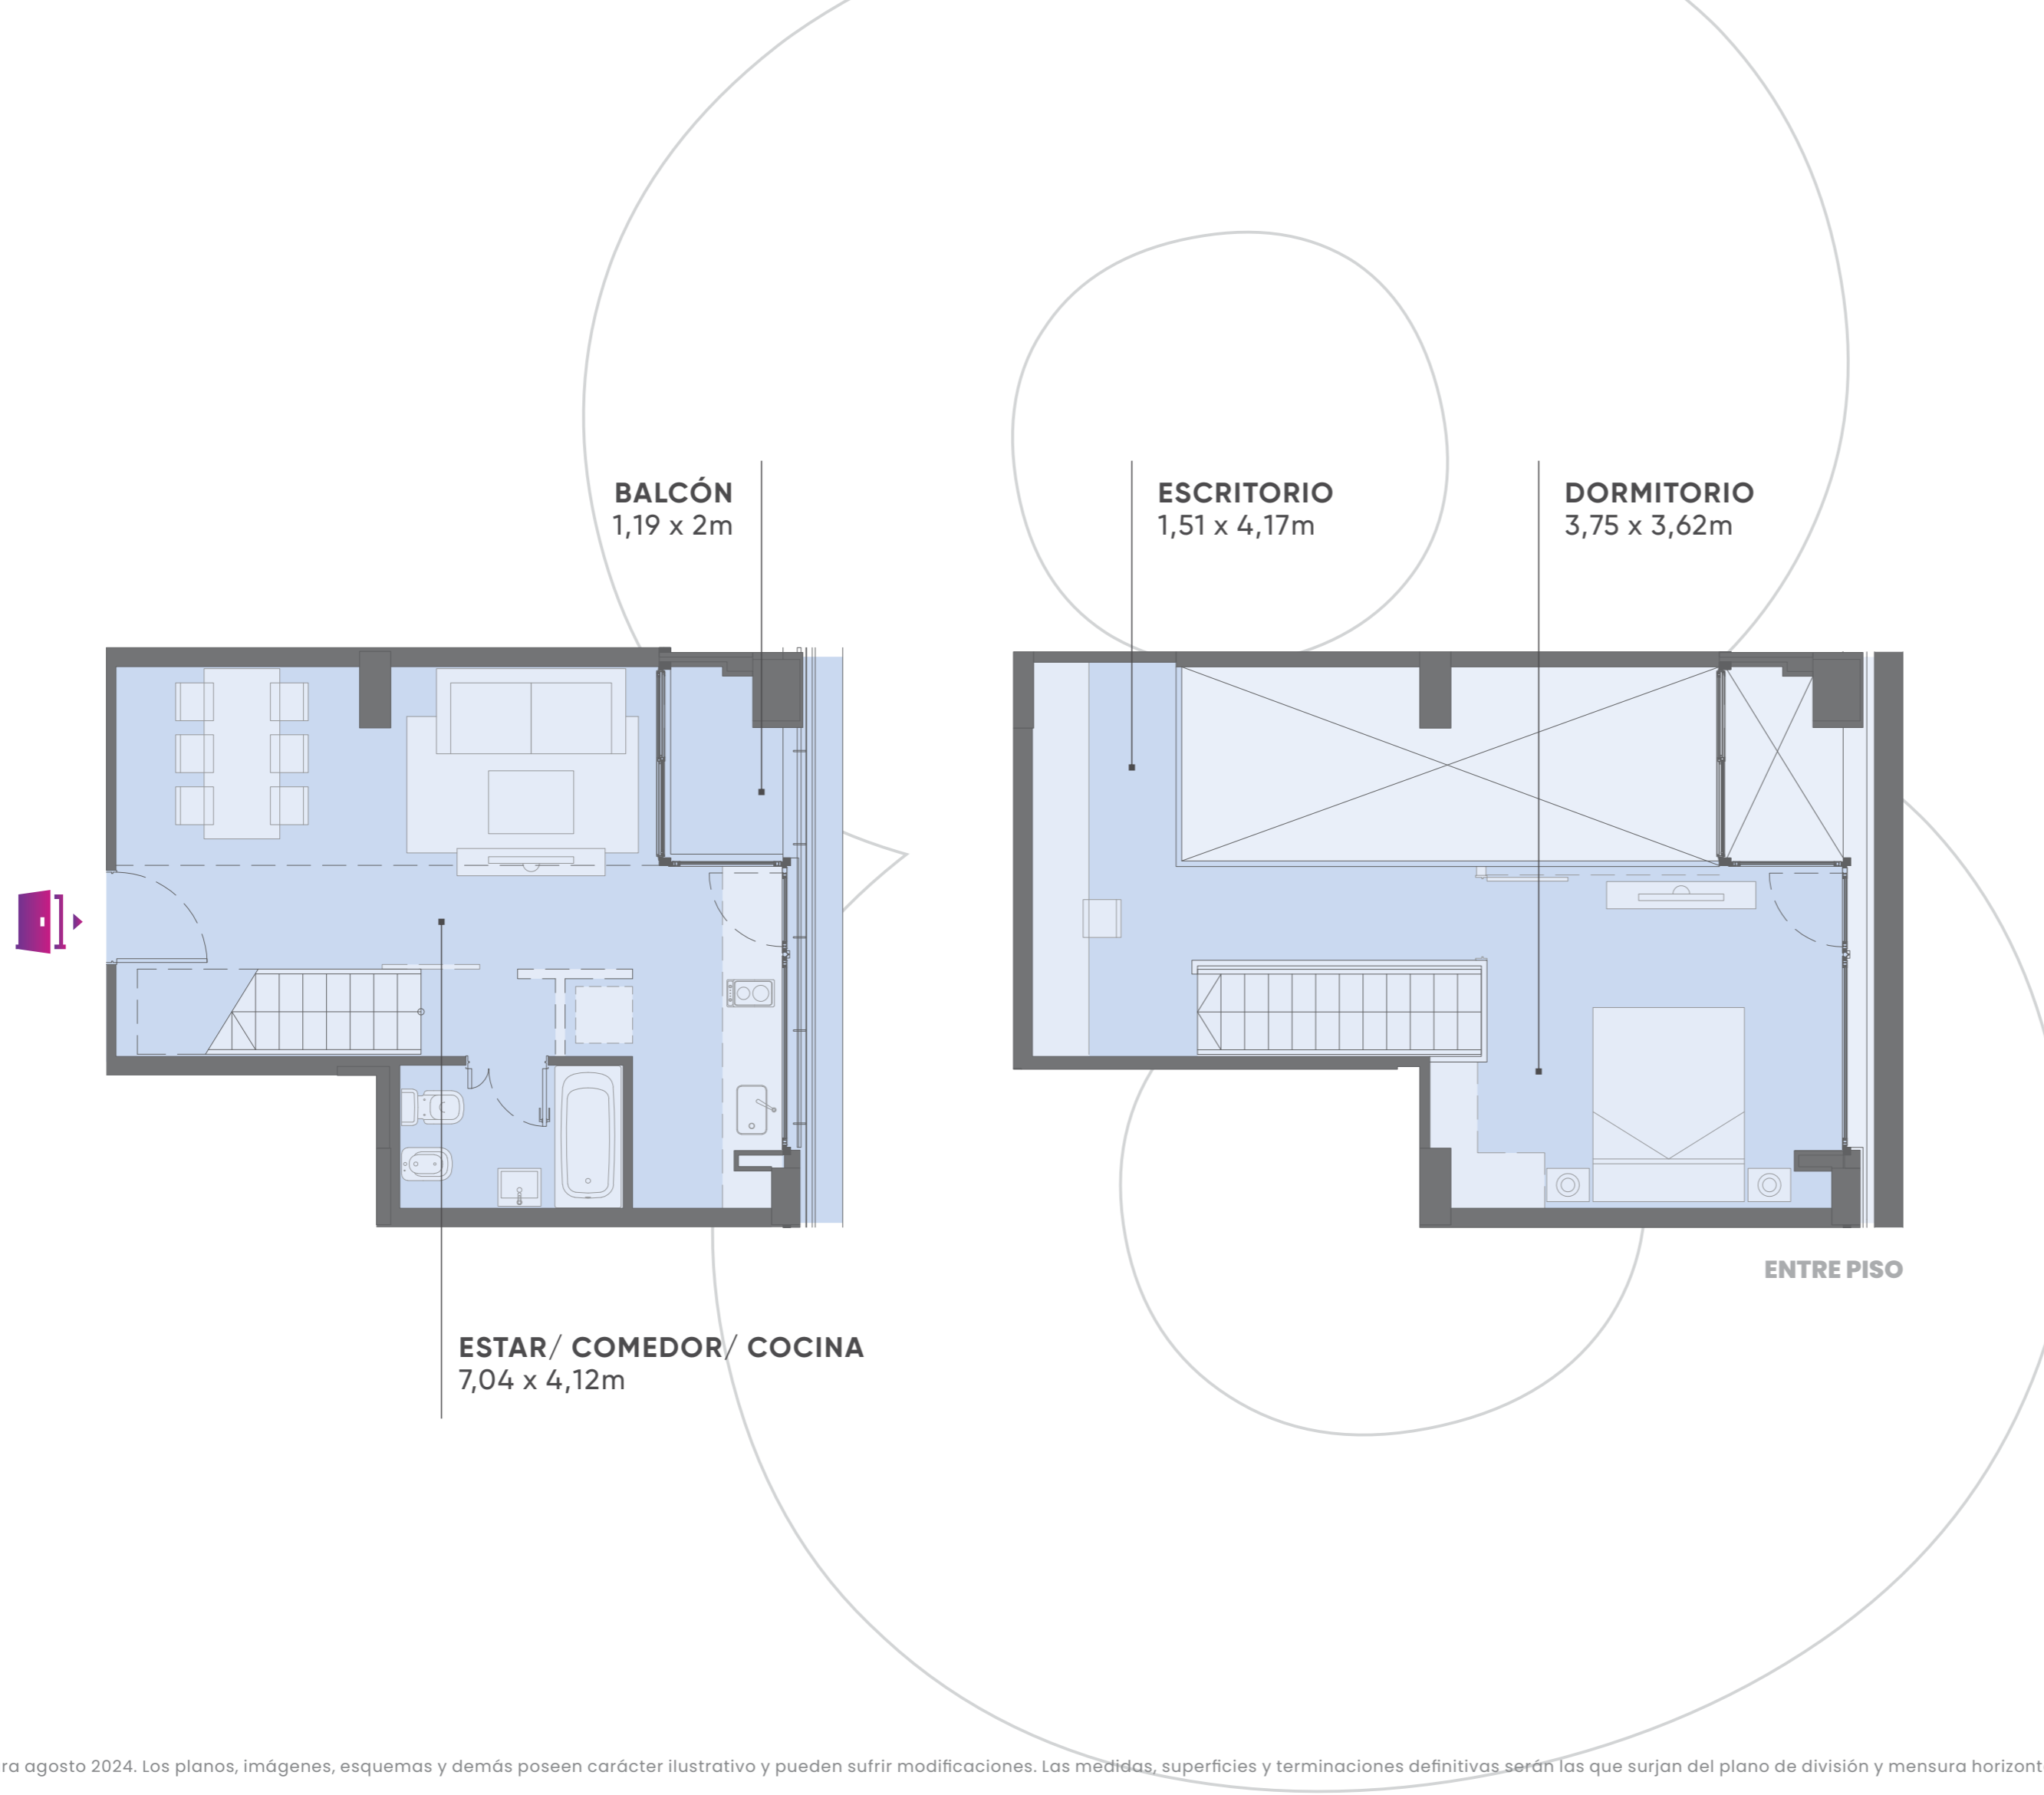 BALCÓN
1,19 x 2m
ESCRITORIO
1,51 x 4,17m
DORMITORIO
3,75 x 3,62m
ENTRE PISO
ESTAR/ COMEDOR/ COCINA
7,04 x 4,12m
ra agosto 2024. Los planos, imágenes, esquemas y demás poseen carácter ilustrativo y pueden sufrir modificaciones. Las medidas, superficies y terminaciones definitivas serán las que surjan del plano de división y mensura horizont